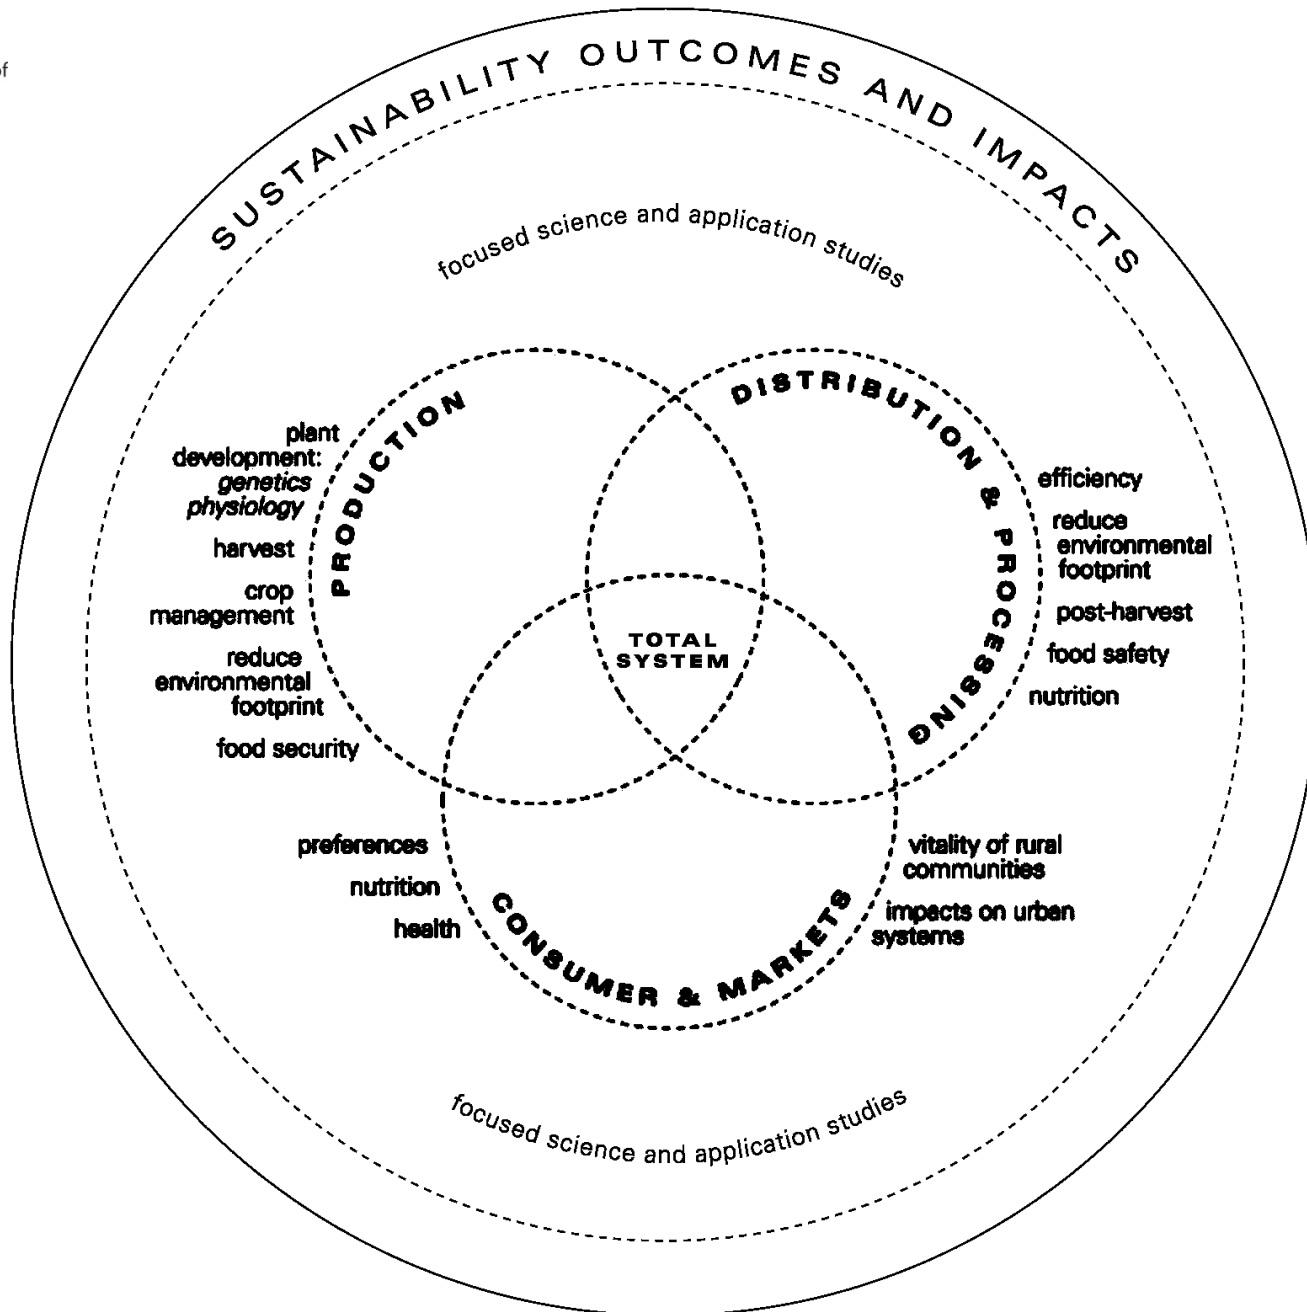 of
SUSTAINABILITY OUTCOMES AND IMPACTS
focused science and application studies
PRODUCTION
plant
development:
genetics
physiology
harvest
crop
management
reduce
environmental
footprint
food security
DISTRIBUTION & PROCESSING
efficiency
reduce
environmental
footprint
post-harvest
food safety
nutrition
TOTAL
SYSTEM
preferences
nutrition
health
CONSUMER & MARKETS
vitality of rural
communities
impacts on urban
systems
focused science and application studies